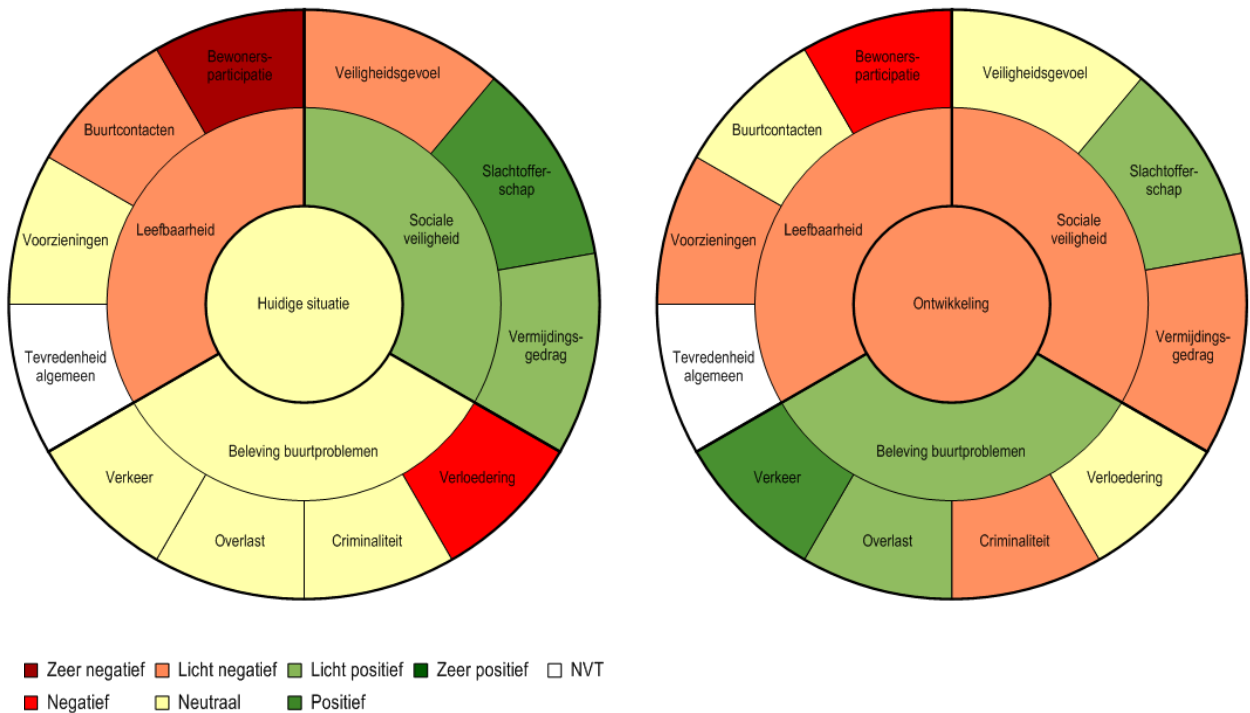 Bewoners-
participatie
Veiligheidsgevoel
Buurtcontacten
Slachtoffer-
schap
Voorzieningen
Leefbaarheid
Sociale
veiligheid
Huidige situatie
Tevredenheid
algemeen
Vermijdings-
gedrag
Beleving buurtproblemen
Verkeer
Verloedering
Overlast
Criminaliteit
Bewoners-
participatie
Veiligheidsgevoel
Buurtcontacten
Slachtoffer-
schap
Voorzieningen
Leefbaarheid
Sociale
veiligheid
Ontwikkeling
Tevredenheid
algemeen
Vermijdings-
gedrag
Beleving buurtproblemen
Verkeer
Verloedering
Overlast
Criminaliteit
Zeer negatief Licht negatief Licht positief Zeer positief NVT
Negatief Neutraal Positief